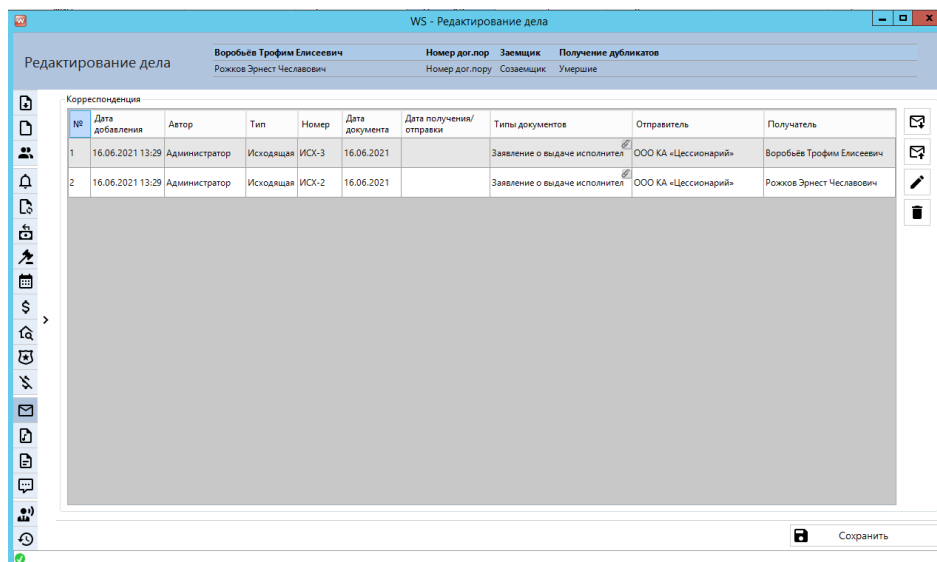 WS - Редактирование дела
Редактирование дела
Воробьёв Трофим Елисеевич Номер дог.пор Заемщик Получение дубликатов
Рожков Эрнест Чеславович Номер дог.пору Созаемщик Умершие
Корреспонденция
№ Дата добавления Автор Тип Номер Дата документа Дата получения/отправки Типы документов Отправитель Получатель
1 16.06.2021 13:29 Администратор Исходящая ИСХ-3 16.06.2021 Заявление о выдаче исполнител ООО КА «Цессионарий» Воробьёв Трофим Елисеевич
2 16.06.2021 13:29 Администратор Исходящая ИСХ-2 16.06.2021 Заявление о выдаче исполнител ООО КА «Цессионарий» Рожков Эрнест Чеславович
Сохранить